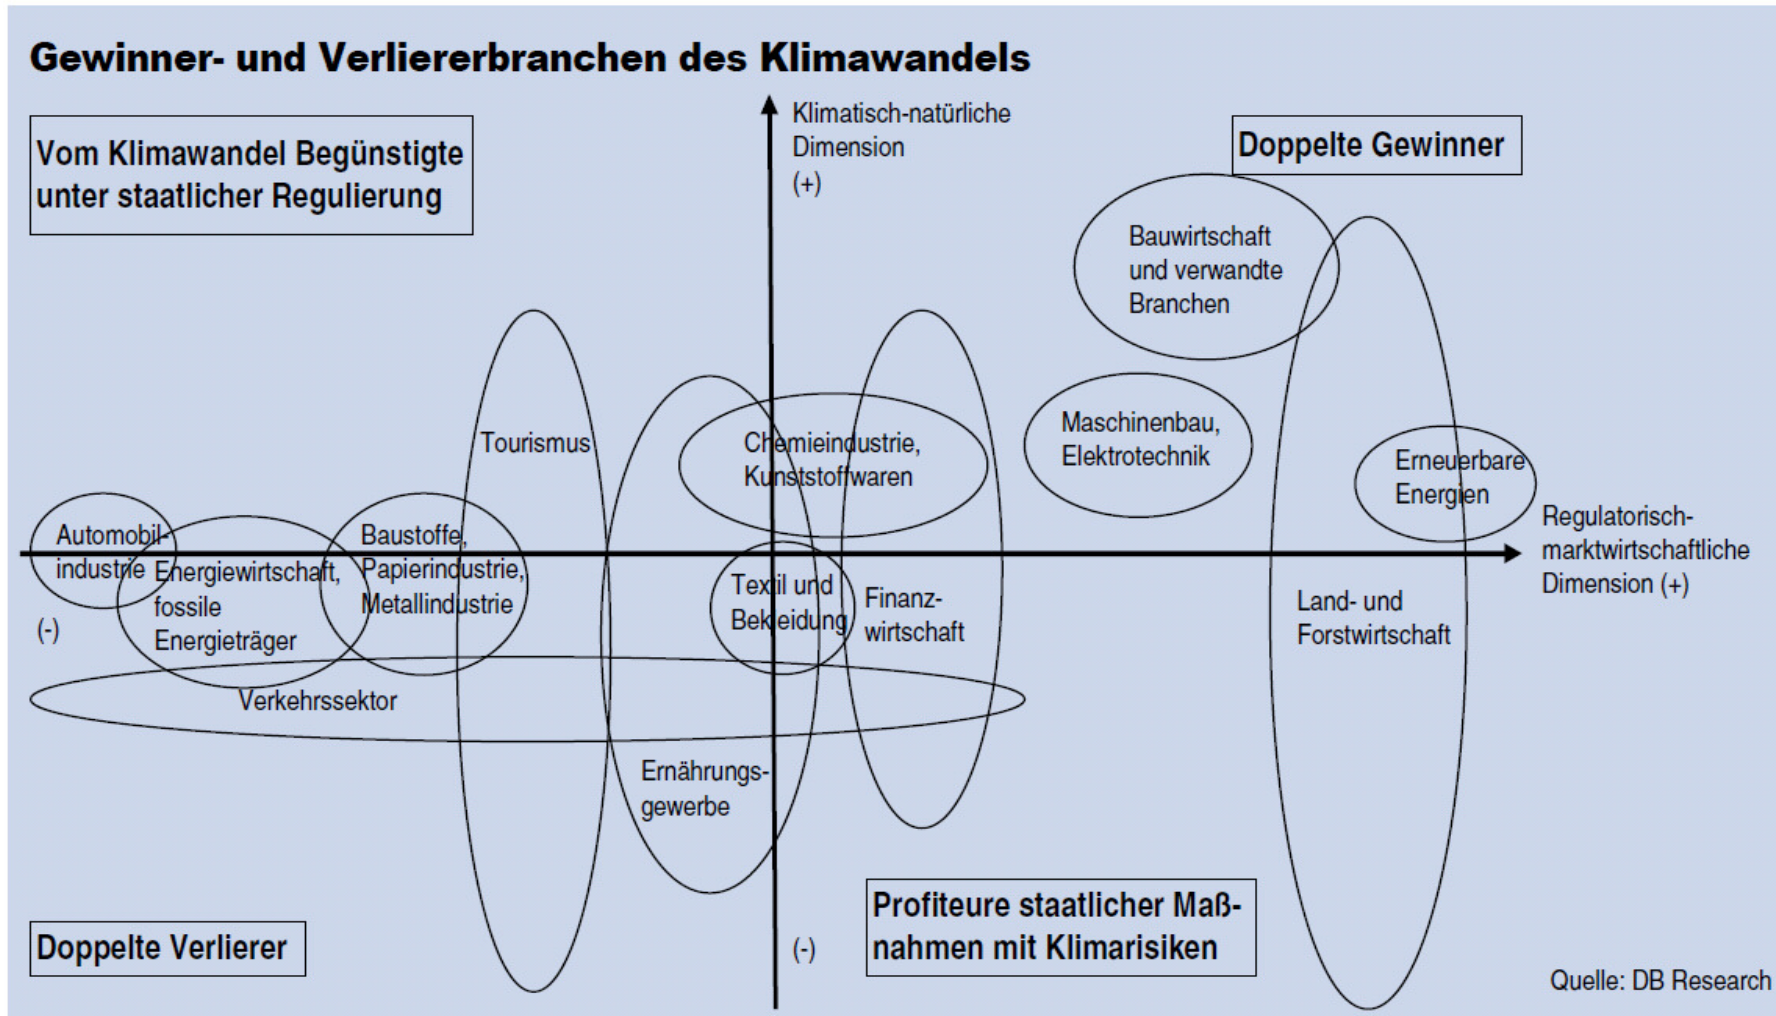 Gewinner- und Verliererbranchen des Klimawandels
Vom Klimawandel Begünstigte
unter staatlicher Regulierung
Klimatisch-natürliche
Dimension
(+)
Doppelte Gewinner
Bauwirtschaft
und verwandte
Branchen
Tourismus
Chemieindustrie,
Kunststoffwaren
Maschinenbau,
Elektrotechnik
Erneuerbare
Energien
Automobil-
industrie
Energiewirtschaft,
fossile
Energieträger
Baustoffe,
Papierindustrie,
Metallindustrie
Textil und
Bekleidung
Finanz-
wirtschaft
Land- und
Forstwirtschaft
Regulatorisch-
marktwirtschaftliche
Dimension (+)
(-)
Verkehrssektor
Ernährungs-
gewerbe
Doppelte Verlierer
(-)
Profiteure staatlicher Maß-
nahmen mit Klimarisiken
Quelle: DB Research